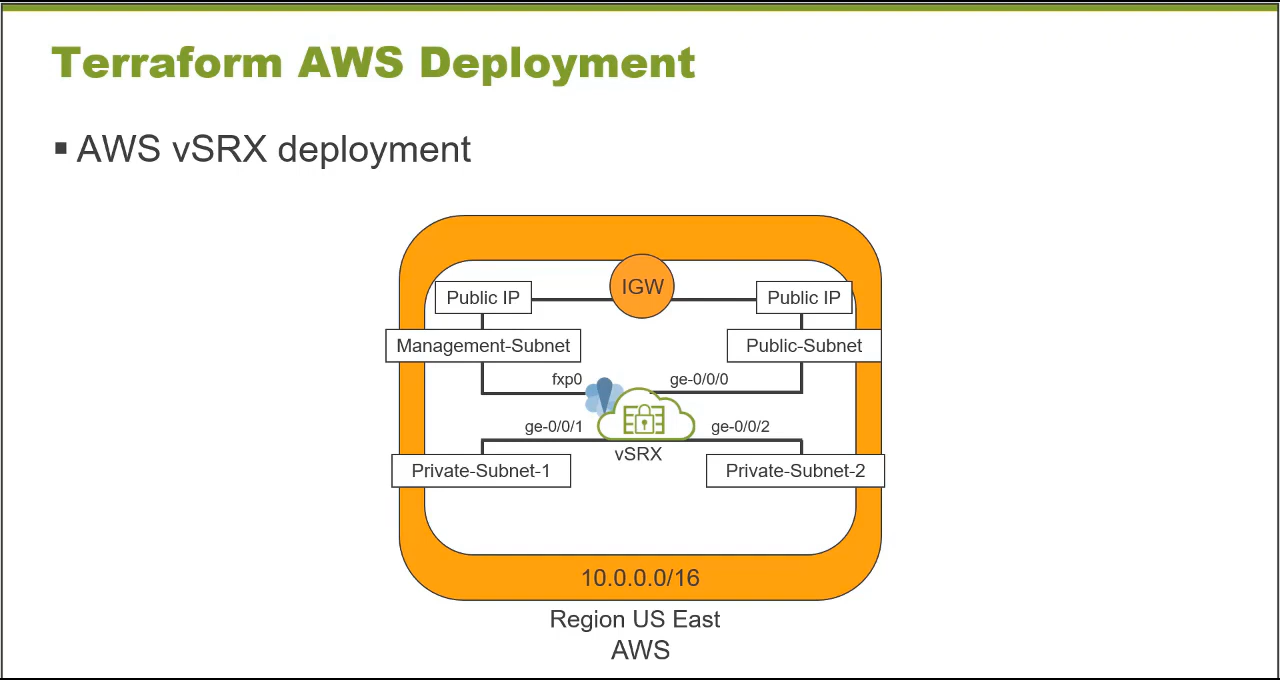 Terraform AWS Deployment
▪ AWS vSRX deployment
IGW
Public IP
Public IP
Management-Subnet
Public-Subnet
fxp0
ge-0/0/0
ge-0/0/1
ge-0/0/2
vSRX
Private-Subnet-1
Private-Subnet-2
10.0.0.0/16
Region US East
AWS